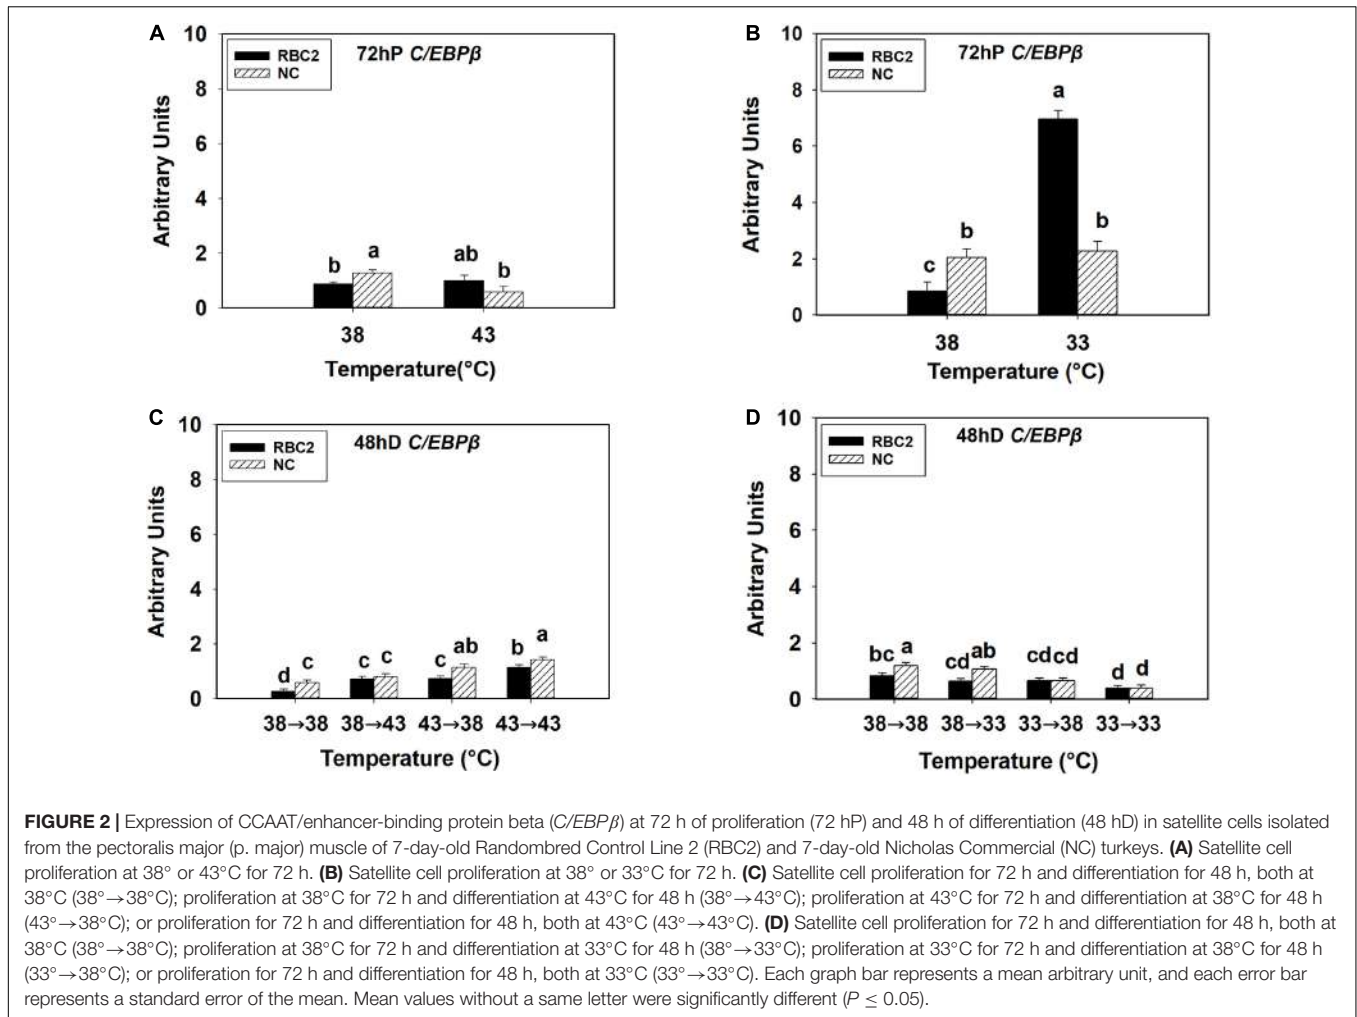 A
72hP C/EBPβ
RBC2
NC
10
8
6
4
2
0
Arbitrary Units
b
a
ab
b
38
43
Temperature(°C)
B
72hP C/EBPβ
RBC2
NC
10
8
6
4
2
0
Arbitrary Units
c
b
a
b
38
33
Temperature (°C)
C
48hD C/EBPβ
RBC2
NC
10
8
6
4
2
0
Arbitrary Units
d
c
c
c
c
ab
b
a
38→38
38→43
43→38
43→43
Temperature (°C)
D
48hD C/EBPβ
RBC2
NC
10
8
6
4
2
0
Arbitrary Units
bc
a
cd
ab
cd
cd
d
d
38→38
38→33
33→38
33→33
Temperature (°C)
FIGURE 2 | Expression of CCAAT/enhancer-binding protein beta (C/EBPβ) at 72 h of proliferation (72 hP) and 48 h of differentiation (48 hD) in satellite cells isolated
from the pectoralis major (p. major) muscle of 7-day-old Randombred Control Line 2 (RBC2) and 7-day-old Nicholas Commercial (NC) turkeys. (A) Satellite cell
proliferation at 38° or 43°C for 72 h. (B) Satellite cell proliferation at 38° or 33°C for 72 h. (C) Satellite cell proliferation for 72 h and differentiation for 48 h, both at
38°C (38°→38°C); proliferation at 38°C for 72 h and differentiation at 43°C for 48 h (38°→43°C); proliferation at 43°C for 72 h and differentiation at 38°C for 48 h
(43°→38°C); or proliferation for 72 h and differentiation for 48 h, both at 43°C (43°→43°C). (D) Satellite cell proliferation for 72 h and differentiation for 48 h, both at
38°C (38°→38°C); proliferation at 38°C for 72 h and differentiation at 33°C for 48 h (38°→33°C); proliferation at 33°C for 72 h and differentiation at 38°C for 48 h
(33°→38°C); or proliferation for 72 h and differentiation for 48 h, both at 33°C (33°→33°C). Each graph bar represents a mean arbitrary unit, and each error bar
represents a standard error of the mean. Mean values without a same letter were significantly different (P ≤ 0.05).